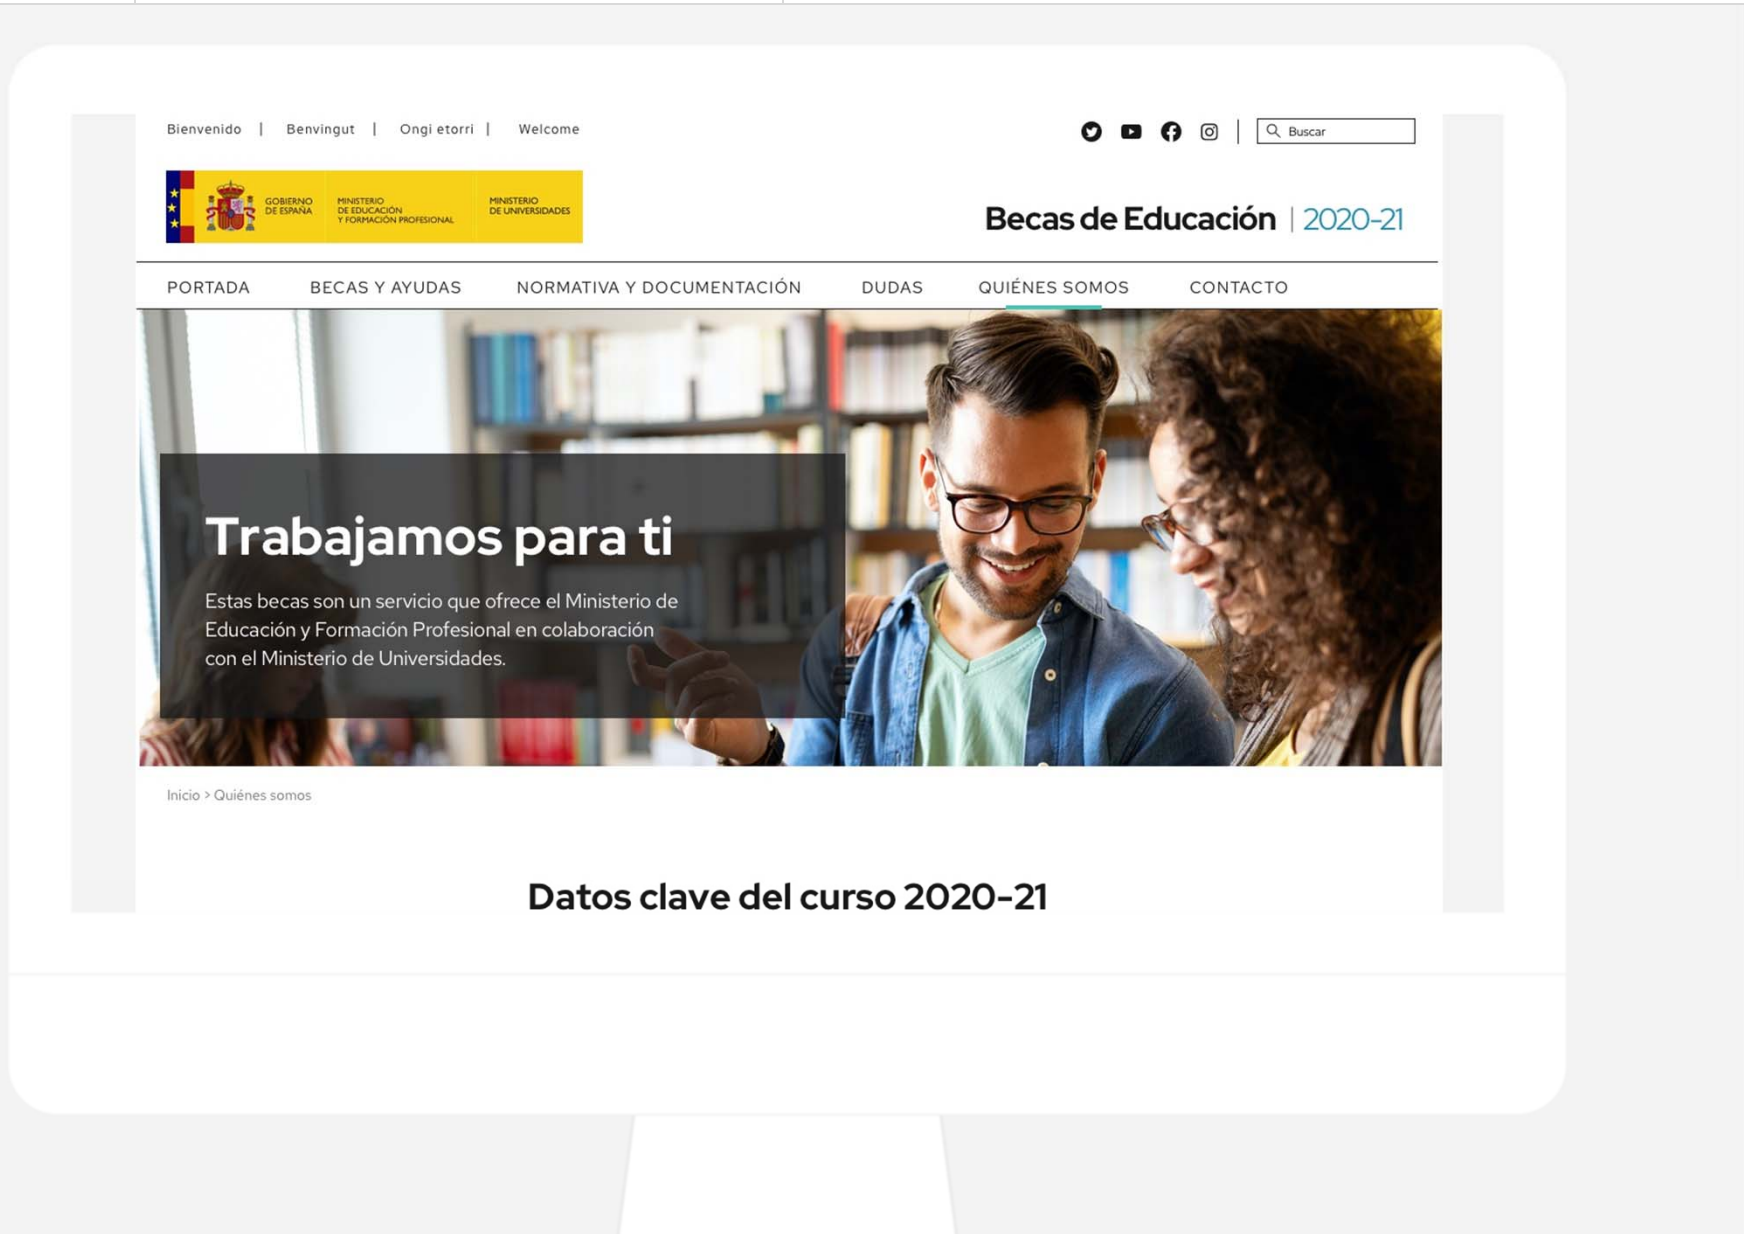 Bienvenido | Benvingut | Ongi etorri | Welcome
Buscar
GOBIERNO
DE ESPAÑA
MINISTERIO
DE EDUCACIÓN
Y FORMACIÓN PROFESIONAL
MINISTERIO
DE UNIVERSIDADES
Becas de Educación | 2020-21
PORTADA BECAS Y AYUDAS NORMATIVA Y DOCUMENTACIÓN DUDAS QUIÉNES SOMOS CONTACTO
Trabajamos para ti
Estas becas son un servicio que ofrece el Ministerio de
Educación y Formación Profesional en colaboración
con el Ministerio de Universidades.
Inicio > Quiénes somos
Datos clave del curso 2020-21